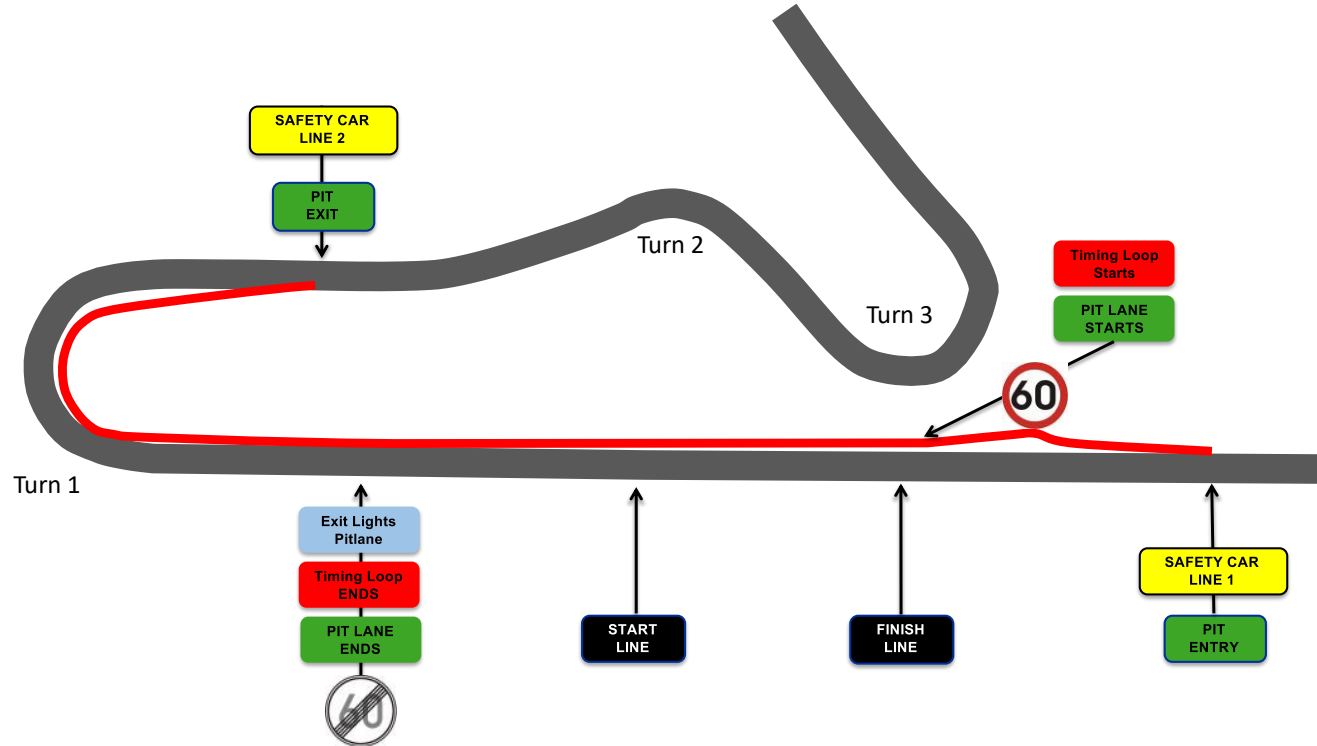 SAFETY CAR
LINE 2
PIT
EXIT
Turn 2
Timing Loop
Starts
PIT LANE
STARTS
Turn 3
60
Turn 1
Exit Lights
Pitlane
Timing Loop
ENDS
PIT LANE
ENDS
60
START
LINE
FINISH
LINE
SAFETY CAR
LINE 1
PIT
ENTRY